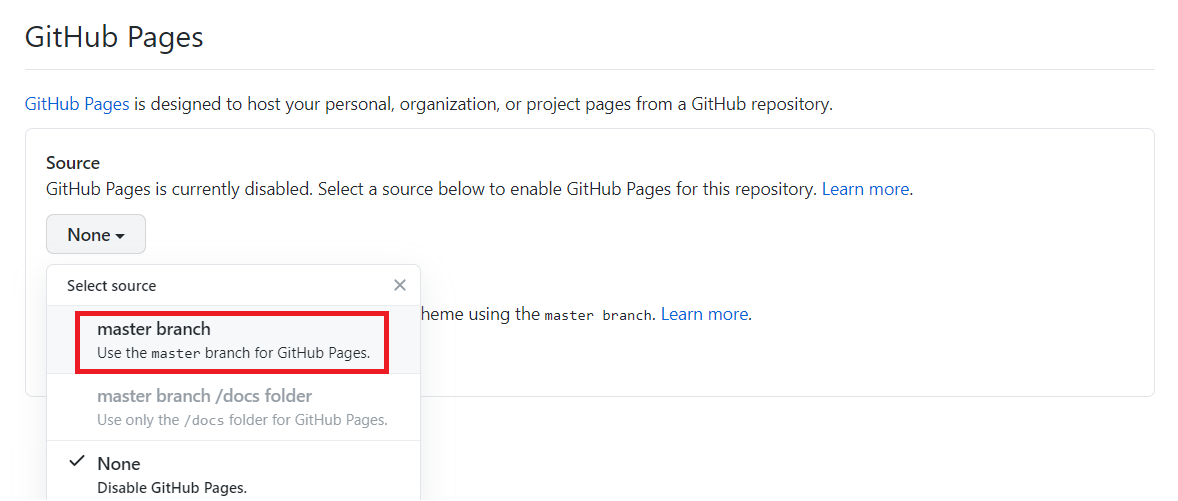 GitHub Pages
GitHub Pages is designed to host your personal, organization, or project pages from a GitHub repository.
Source
GitHub Pages is currently disabled. Select a source below to enable GitHub Pages for this repository. Learn more.
None
Select source
heme using the master branch. Learn more.
master branch
Use the master branch for GitHub Pages.
master branch /docs folder
Use only the /docs folder for GitHub Pages.
None
Disable GitHub Pages.